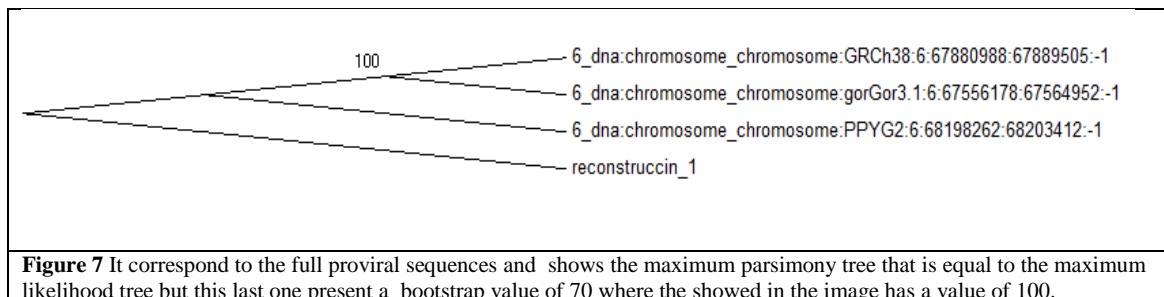 100
6_dna:chromosome_chromosome:GRCh38:6:67880988:67889505:-1
6_dna:chromosome_chromosome:gorGor3.1:6:67556178:67564952:-1
6_dna:chromosome_chromosome:PPYG2:6:68198262:68203412:-1
reconstruccin_1
Figure 7 It correspond to the full proviral sequences and shows the maximum parsimony tree that is equal to the maximum
likelihood tree but this last one present a bootstrap value of 70 where the showed in the image has a value of 100.